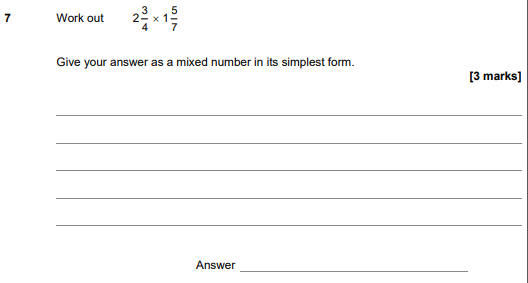 7 Work out 2 3/4 × 1 5/7
Give your answer as a mixed number in its simplest form.
[3 marks]
Answer